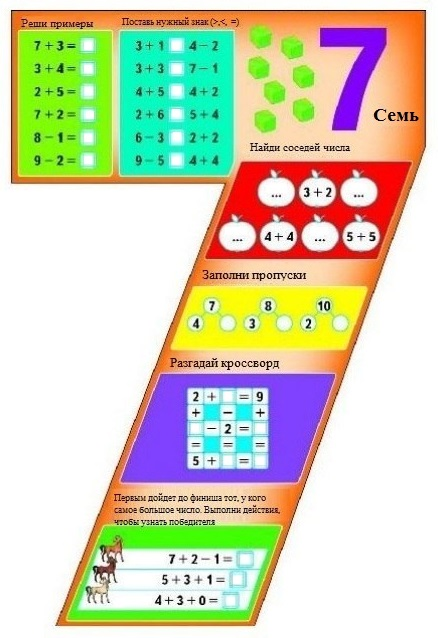 Реши примеры
7 + 3 =
3 + 4 =
2 + 5 =
7 + 2 =
8 − 1 =
9 − 2 =
Поставь нужный знак (>,<, =)
3 + 1 4 − 2
3 + 3 7 − 1
4 + 5 4 + 2
2 + 6 5 + 4
6 − 3 2 + 2
9 − 5 4 + 4
7
Семь
Найди соседей числа
... 3 + 2 ...
... 4 + 4 ... 5 + 5
Заполни пропуски
7 8 10
4 3 2
Разгадай кроссворд
2 + = 9
+ − +
− 2 =
= = =
5 + =
Первым дойдет до финиша тот, у кого
самое большое число. Выполни действия,
чтобы узнать победителя
7 + 2 − 1 =
5 + 3 + 1 =
4 + 3 + 0 =